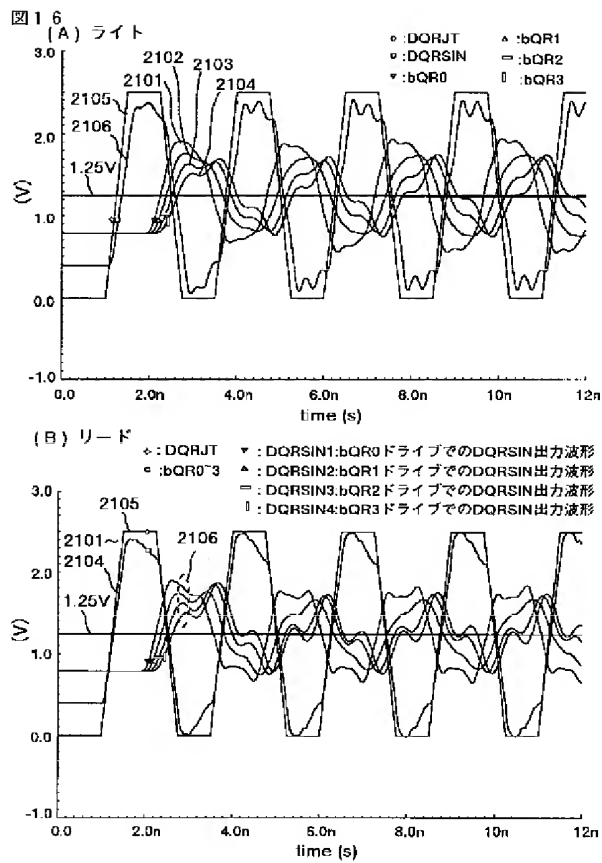 図16
(A) ライト
◇ :DQRJT △ :bQR1
□ :DQRSIN ▭ :bQR2
▼ :bQR0 ▯ :bQR3
3.0
2102 2103
2101 2104
2105
2.0
2106
1.25V
(V)
1.0
0.0
-1.0
0.0 2.0n 4.0n 6.0n 8.0n 10n 12n
time (s)
(B) リード
◇ : DQRJT ▼ : DQRSIN1:bQR0ドライブでのDQRSIN出力波形
□ : bQR0~3 ▲ : DQRSIN2:bQR1ドライブでのDQRSIN出力波形
▭ : DQRSIN3:bQR2ドライブでのDQRSIN出力波形
▯ : DQRSIN4:bQR3ドライブでのDQRSIN出力波形
3.0
2105
2101 2106
2104
2.0
1.25V
(V)
1.0
0.0
-1.0
0.0 2.0n 4.0n 6.0n 8.0n 10n 12n
time (s)